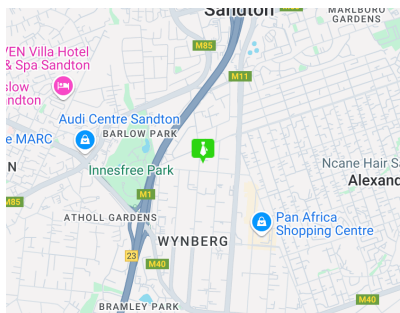 Sandton
MARLBORO
GARDENS
M85
VEN Villa Hotel
& Spa Sandton
M11
slow
ndton
Audi Centre Sandton
BARLOW PARK
e MARC
Innesfree Park
Ncane Hair Sa
N
Alexand
M1
M85
ATHOLL GARDENS
Pan Africa
Shopping Centre
WYNBERG
23
M40
M40
BRAMLEY PARK